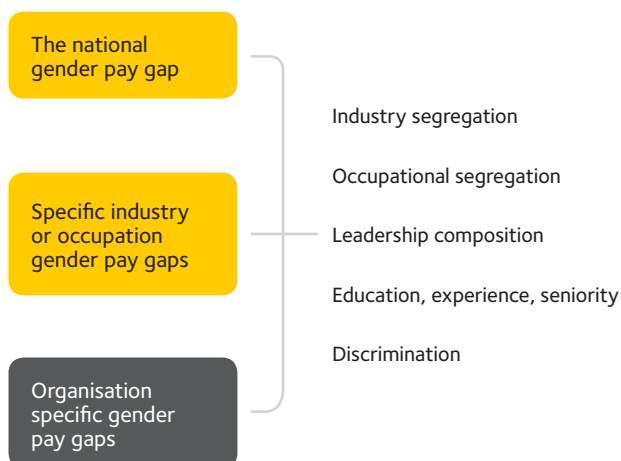 The national
gender pay gap
Specific industry
or occupation
gender pay gaps
Organisation
specific gender
pay gaps
Industry segregation
Occupational segregation
Leadership composition
Education, experience, seniority
Discrimination